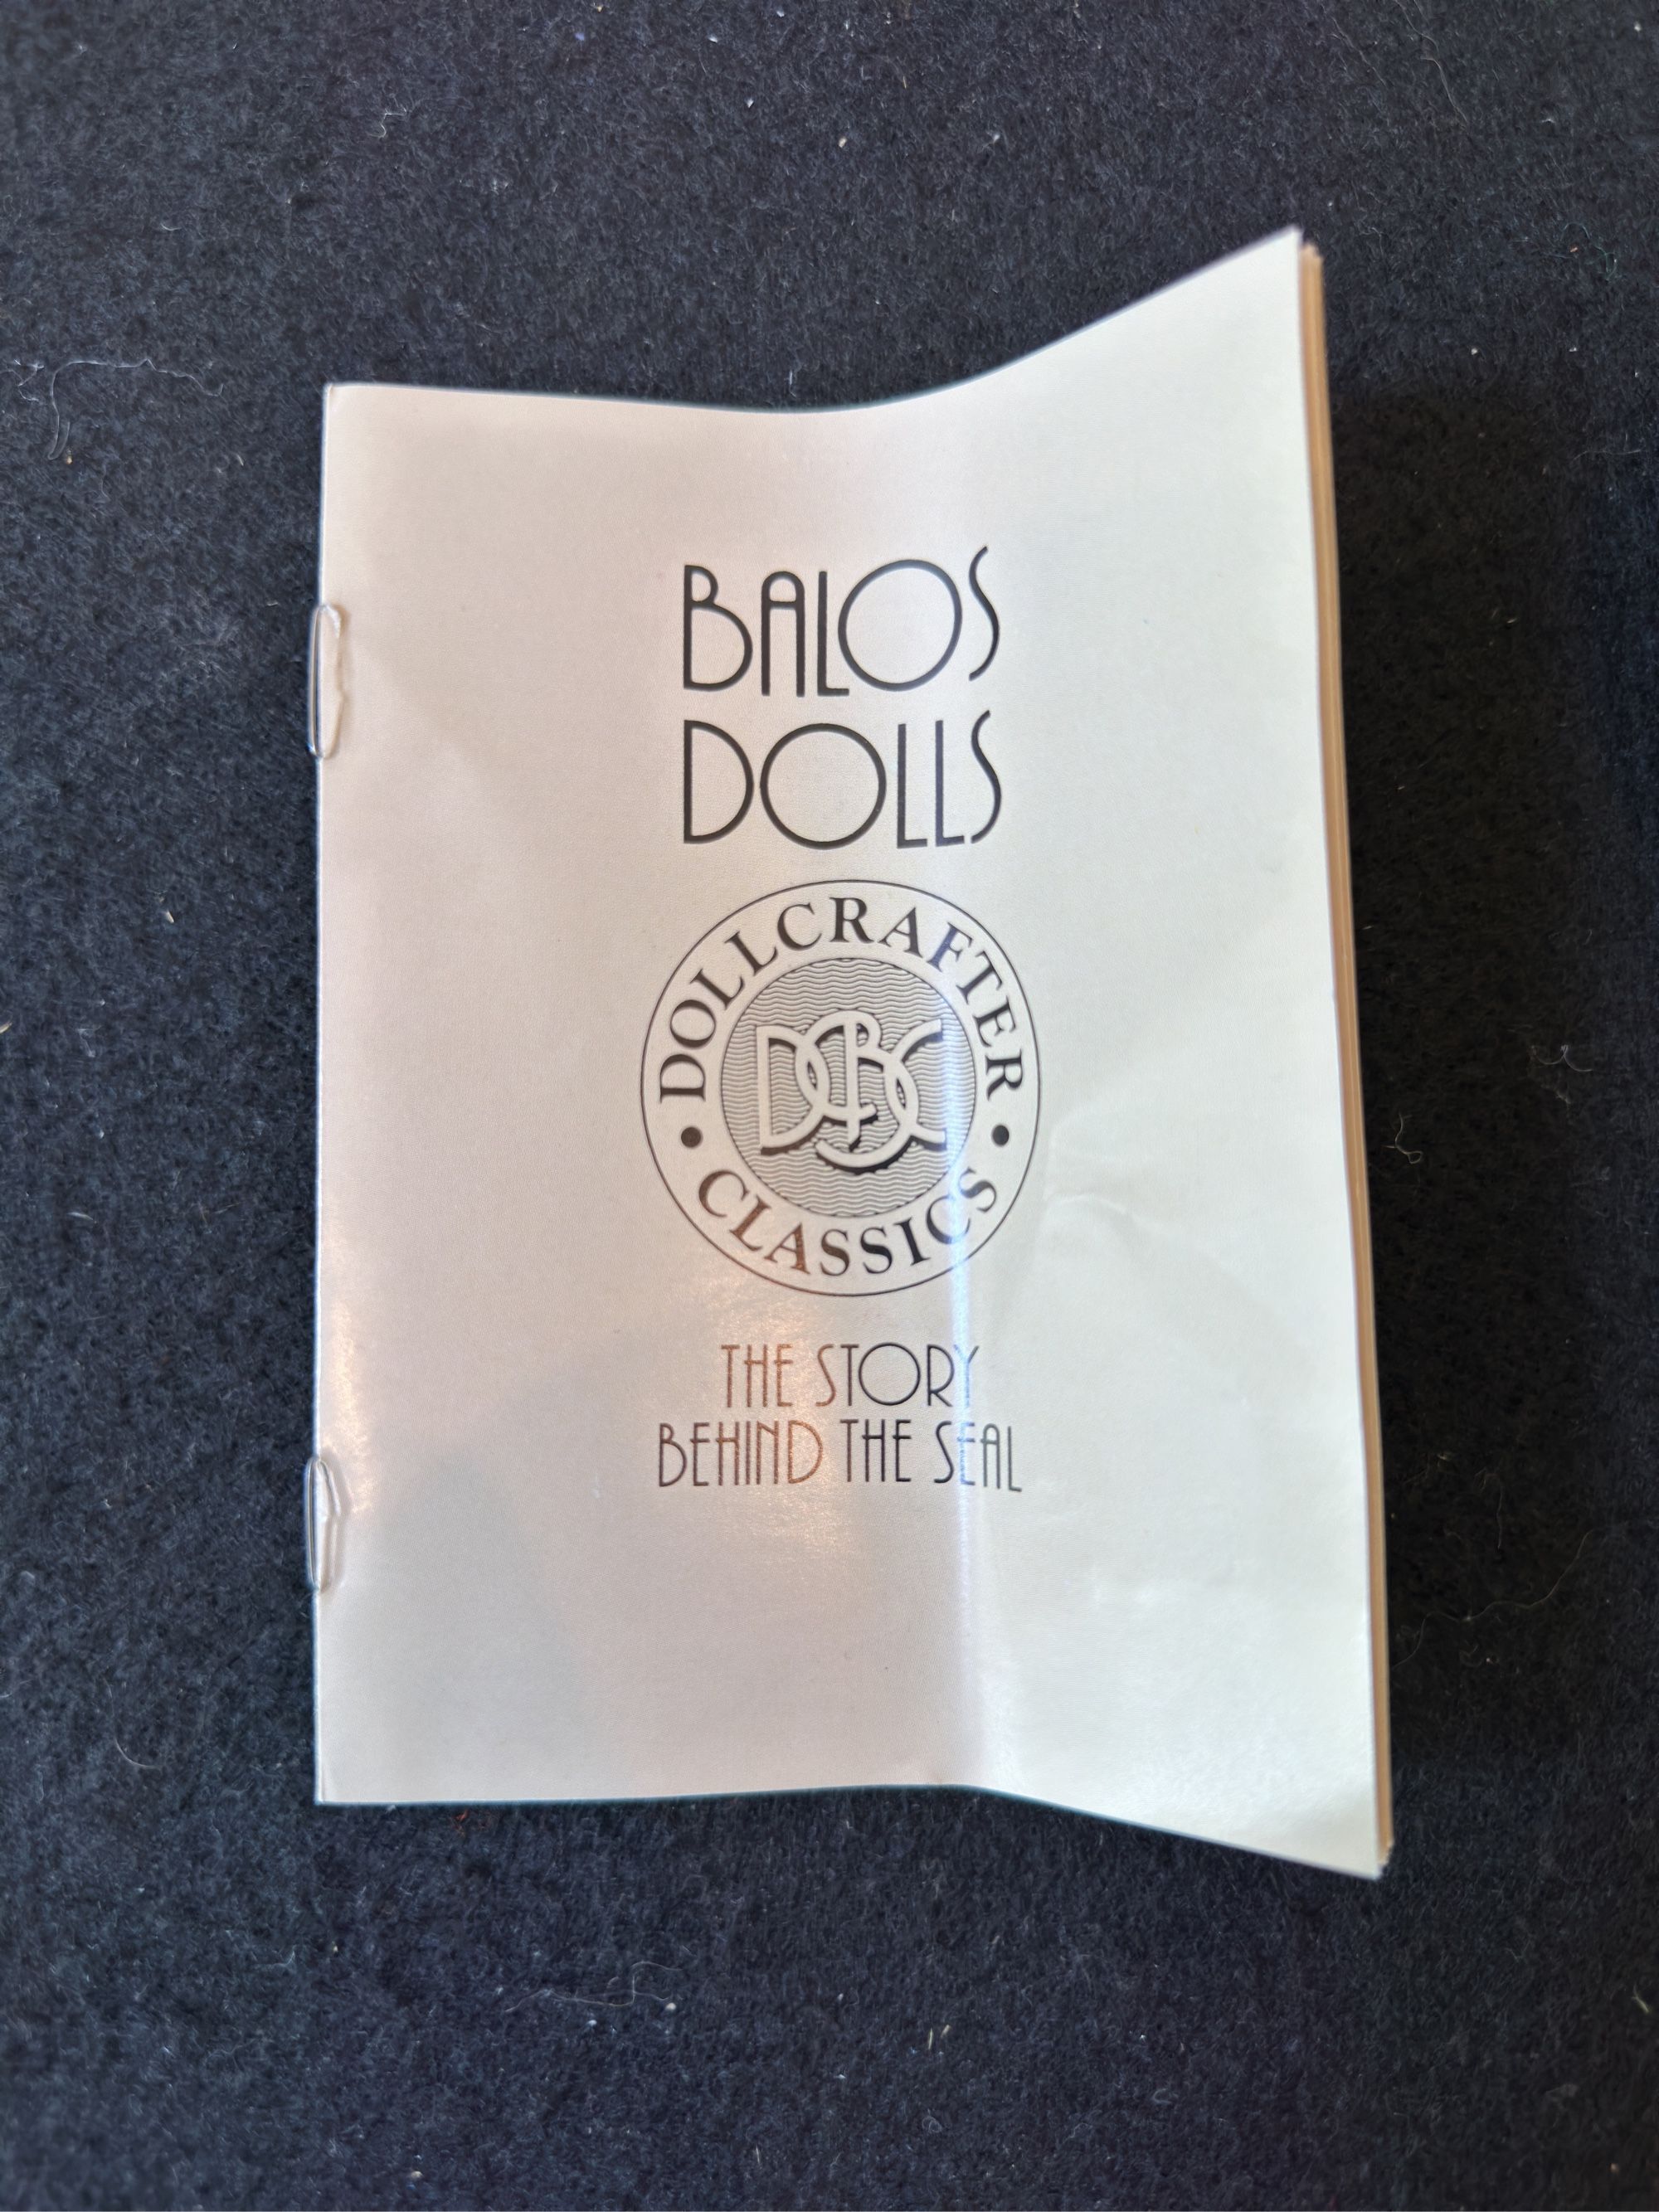 BALOS
DOLLS
DOLLCRAFTER
DBC
CLASSICS
THE STORY
BEHIND THE SEAL